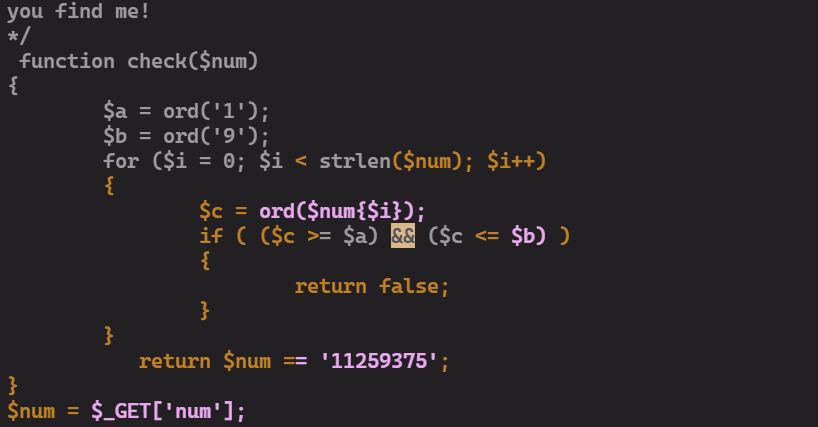 you find me!
*/
 function check($num)
{
        $a = ord('1');
        $b = ord('9');
        for ($i = 0; $i < strlen($num); $i++)
        {
                $c = ord($num{$i});
                if ( ($c >= $a) && ($c <= $b) )
                {
                        return false;
                }
        }
           return $num == '11259375';
}
$num = $_GET['num'];